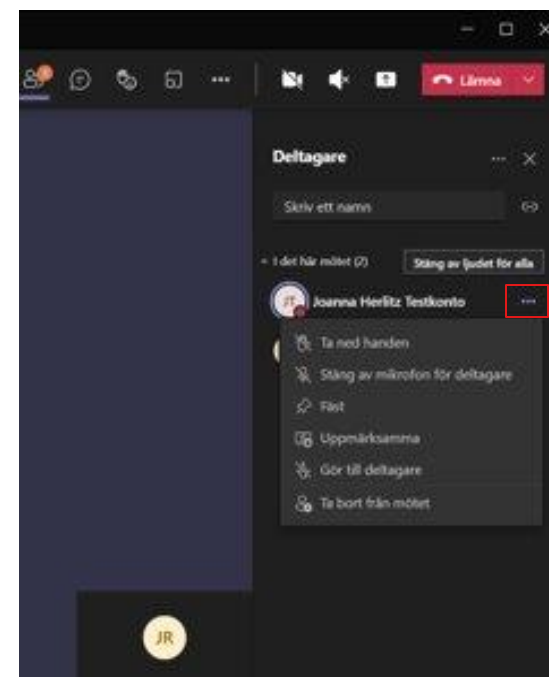 Lämna
Deltagare
Skriv ett namn
I det här mötet (2)
Stäng av ljudet för alla
JT
Joanna Herlitz Testkonto
Ta ned handen
Stäng av mikrofon för deltagare
Fäst
Uppmärksamma
Gör till deltagare
Ta bort från mötet
JR